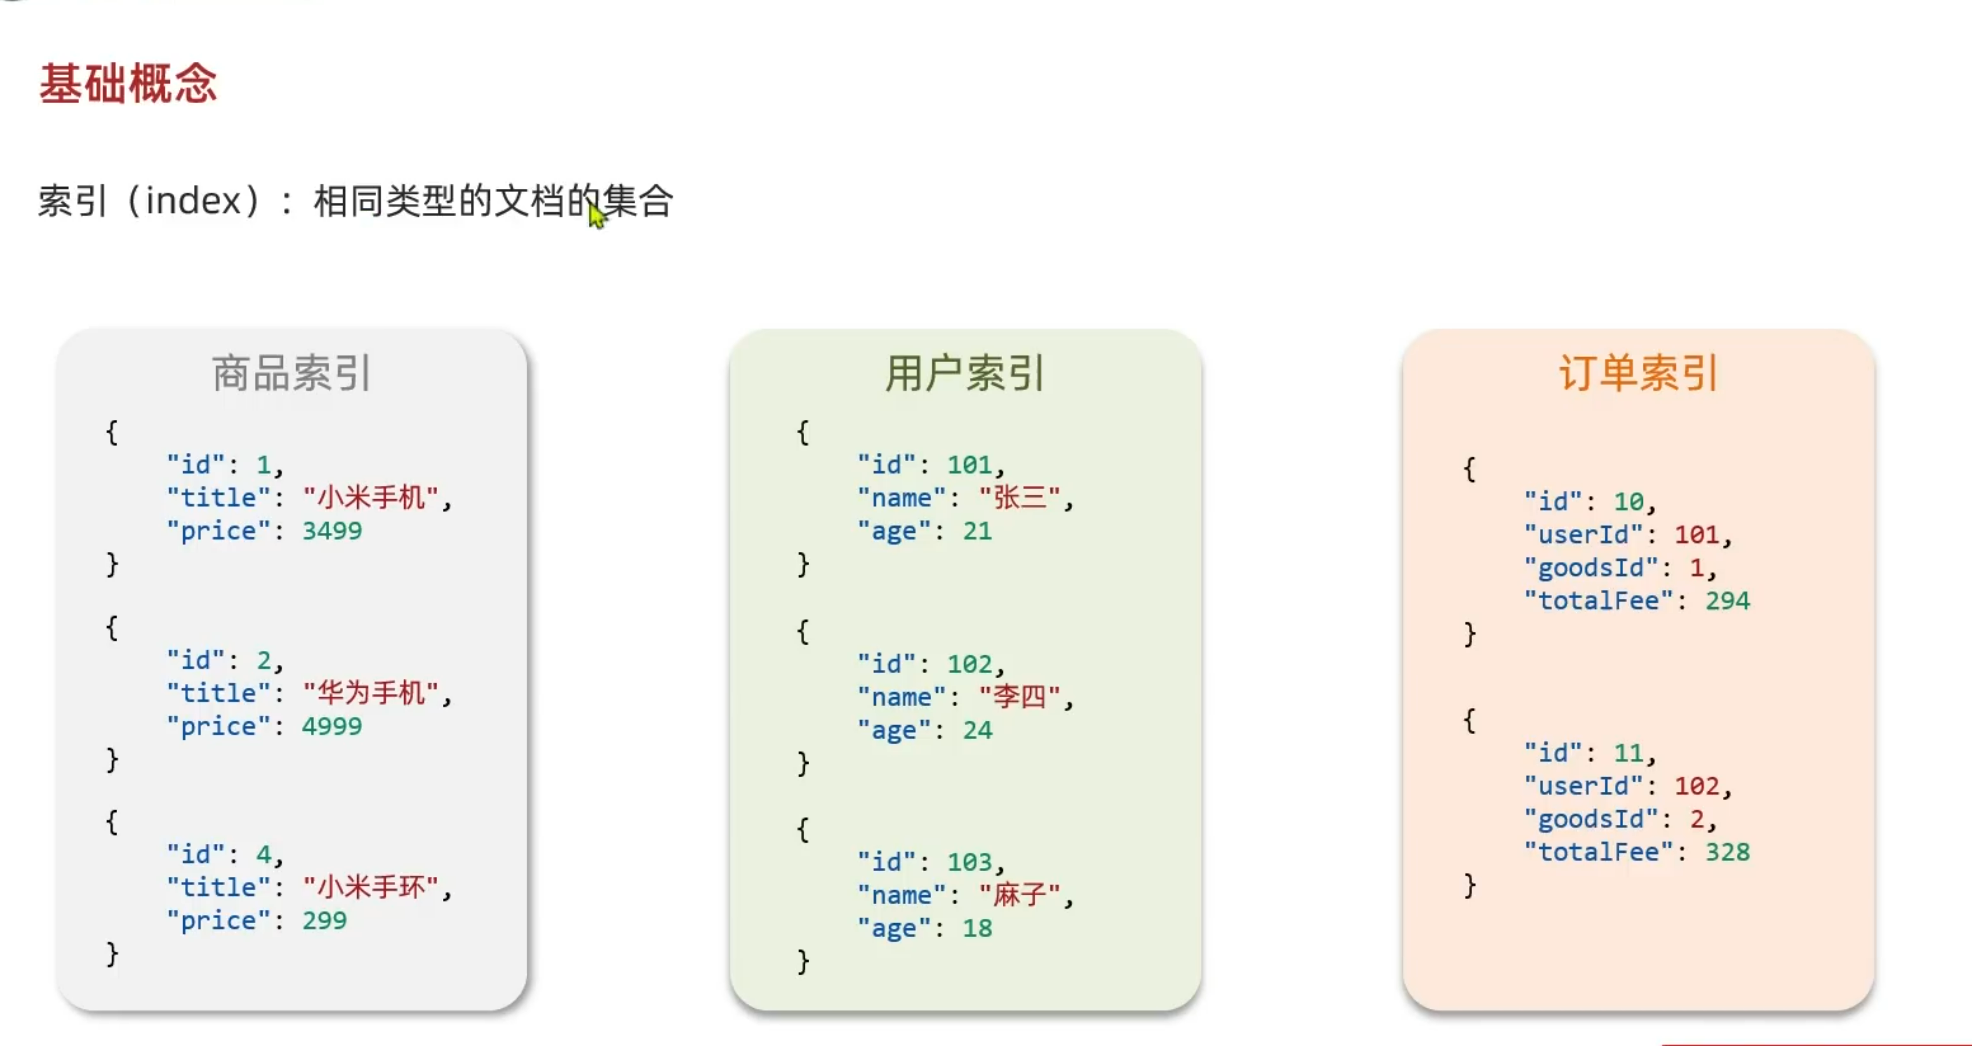 基础概念
索引（index）：相同类型的文档的集合
商品索引
{
"id": 1,
"title": "小米手机",
"price": 3499
}
{
"id": 2,
"title": "华为手机",
"price": 4999
}
{
"id": 4,
"title": "小米手环",
"price": 299
}
用户索引
{
"id": 101,
"name": "张三",
"age": 21
}
{
"id": 102,
"name": "李四",
"age": 24
}
{
"id": 103,
"name": "麻子",
"age": 18
}
订单索引
{
"id": 10,
"userId": 101,
"goodsId": 1,
"totalFee": 294
}
{
"id": 11,
"userId": 102,
"goodsId": 2,
"totalFee": 328
}